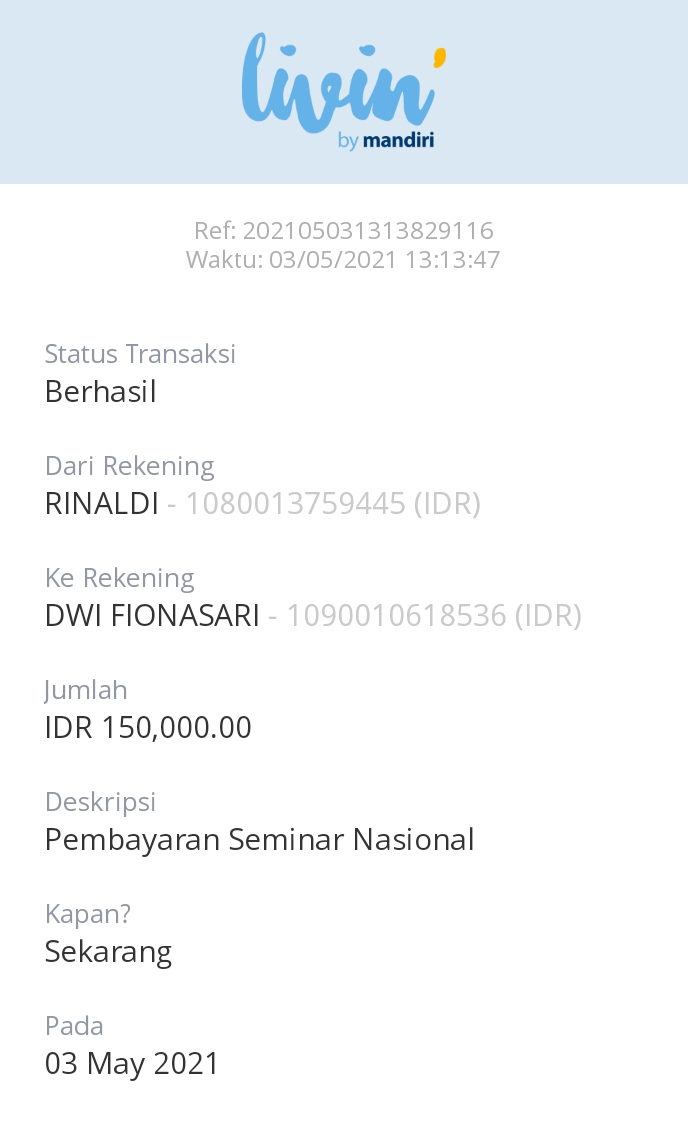 livin'
by mandiri
Ref: 202105031313829116
Waktu: 03/05/2021 13:13:47
Status Transaksi
Berhasil
Dari Rekening
RINALDI - 1080013759445 (IDR)
Ke Rekening
DWI FIONASARI - 1090010618536 (IDR)
Jumlah
IDR 150,000.00
Deskripsi
Pembayaran Seminar Nasional
Kapan?
Sekarang
Pada
03 May 2021